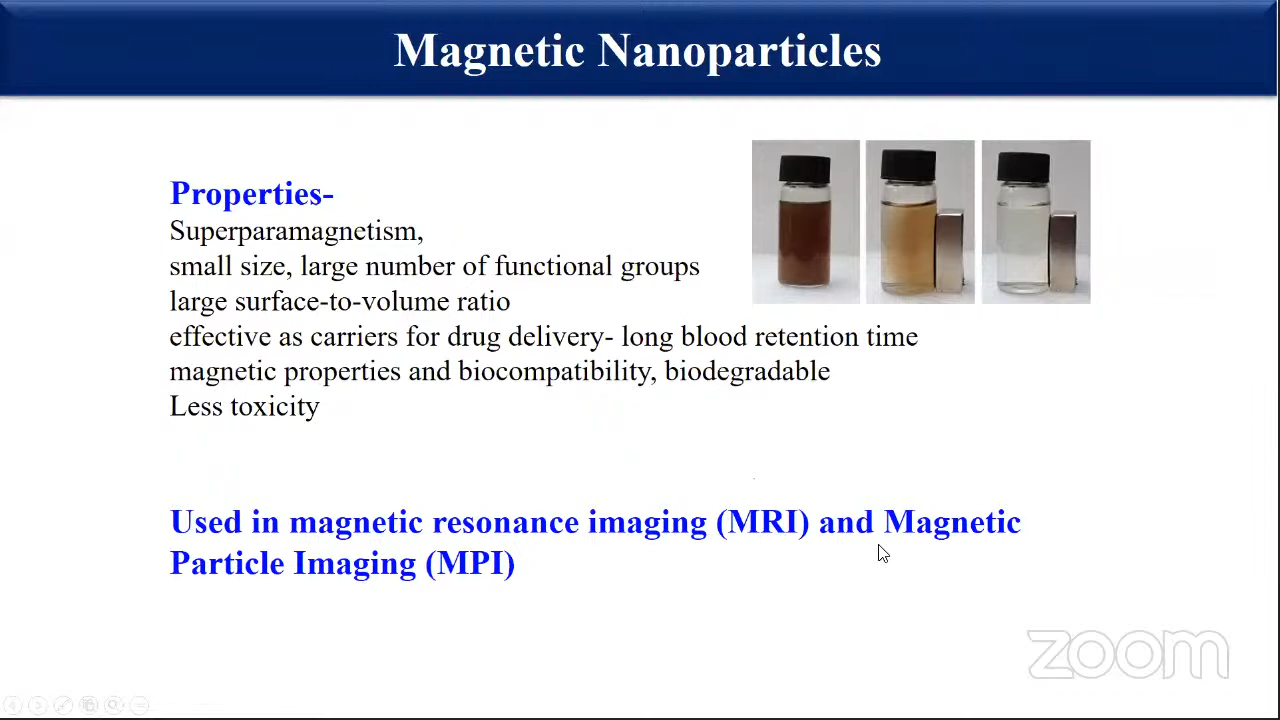 Magnetic Nanoparticles
Properties-
Superparamagnetism,
small size, large number of functional groups
large surface-to-volume ratio
effective as carriers for drug delivery- long blood retention time
magnetic properties and biocompatibility, biodegradable
Less toxicity
Used in magnetic resonance imaging (MRI) and Magnetic
Particle Imaging (MPI)
zoom